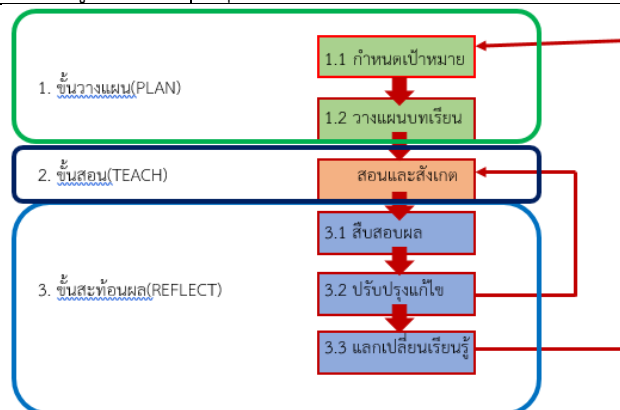 1.1 กำหนดเป้าหมาย
1. ขั้นวางแผน(PLAN)
1.2 วางแผนบทเรียน
2. ขั้นสอน(TEACH)
สอนและสังเกต
3.1 สืบสอบผล
3. ขั้นสะท้อนผล(REFLECT)
3.2 ปรับปรุงแก้ไข
3.3 แลกเปลี่ยนเรียนรู้